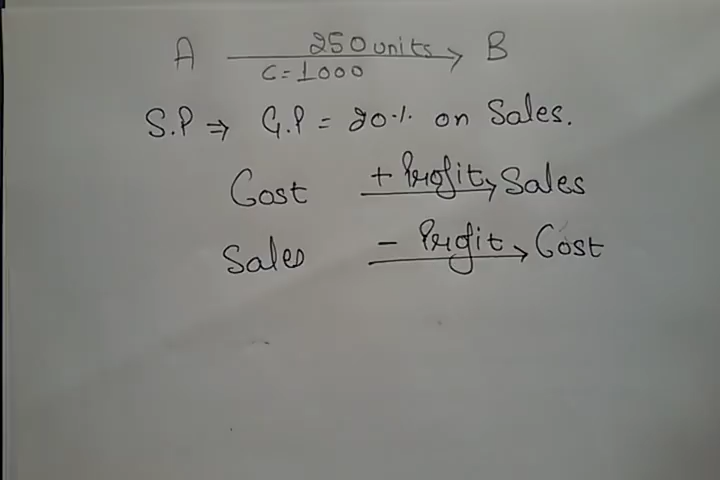 A 250 units B
C = 1000
S.P ⇒ G.P = 20% on Sales.
Cost + Profit → Sales
Sales - Profit → Cost